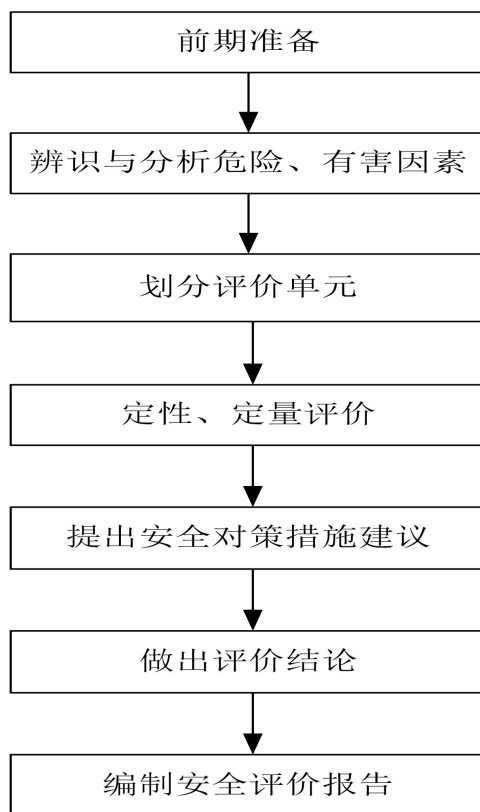 前期准备
辨识与分析危险、有害因素
划分评价单元
定性、定量评价
提出安全对策措施建议
做出评价结论
编制安全评价报告